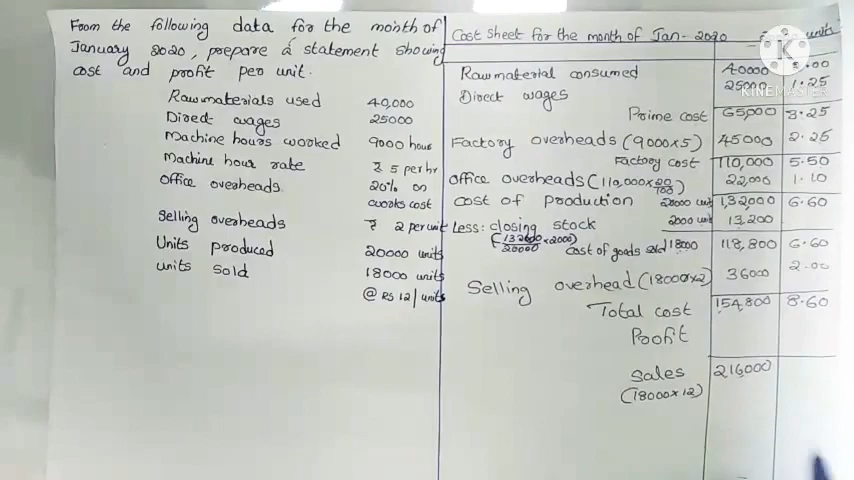 From the following data for the month of
January 2020, prepare a statement showing
cost and profit per unit.
Raw materials used 40,000
Direct wages 25000
Machine hours worked 9000 hour
Machine hour rate ₹ 5 per hr
Office overheads 20% on
works cost
Selling overheads ₹ 2 per unit
Units produced 20000 units
units sold 18000 units
@ RS 12/units
Cost sheet for the month of Jan-2020 units
Raw material consumed 40000
Direct wages 25000 1.25
KINEMASTER
Prime cost 65000 3.25
Factory overheads (9000x5) 45000 2.25
Factory cost 110,000 5.50
Office overheads (110,000x20/100) 22,000 1.10
Cost of production 20000 unit 1,32,000 6.60
Less: closing stock 2000 unit 13,200
(132000/20000 x2000) cost of goods sold 18000 118,800 6.60
Selling overhead (18000x2) 36000 2.00
Total cost 154,800 8.60
Profit
Sales 216000
(18000x12)